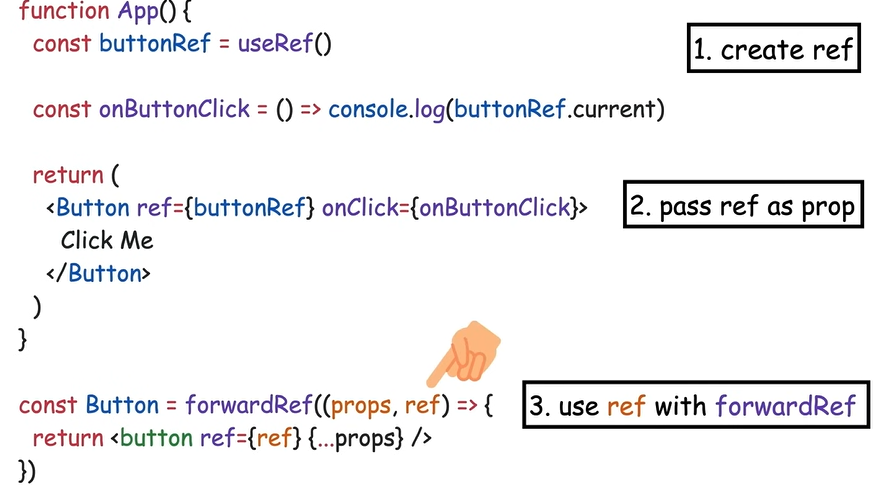 function App() {
const buttonRef = useRef()
1. create ref
const onButtonClick = () => console.log(buttonRef.current)
return (
<Button ref={buttonRef} onClick={onButtonClick}>
2. pass ref as prop
Click Me
</Button>
)
}
const Button = forwardRef((props, ref) => {
3. use ref with forwardRef
return <button ref={ref} {...props} />
})